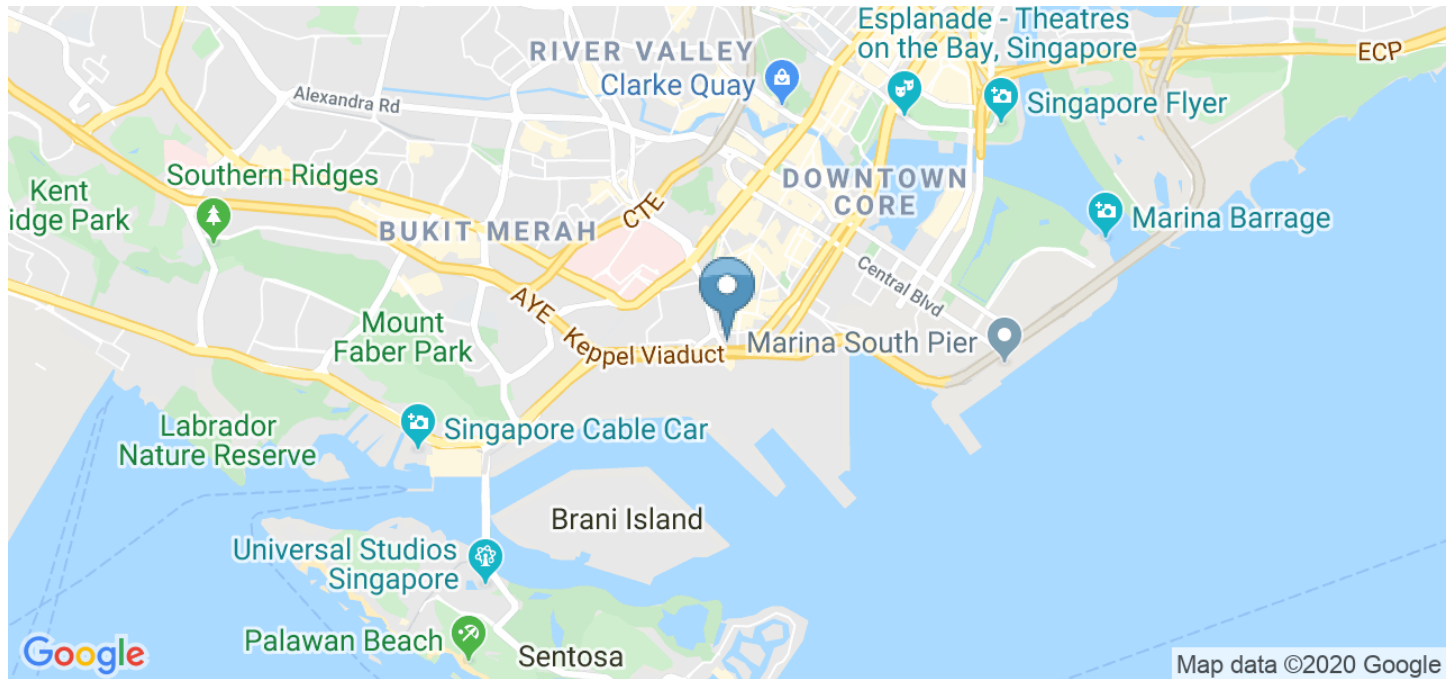 Esplanade - Theatres
on the Bay, Singapore
ECP
RIVER VALLEY
Clarke Quay
Alexandra Rd
Singapore Flyer
Southern Ridges
DOWNTOWN
CORE
Kent
idge Park
CTE
BUKIT MERAH
Marina Barrage
Central Blvd
AYE
Keppel Viaduct
Mount
Faber Park
Marina South Pier
Labrador
Nature Reserve
Singapore Cable Car
Brani Island
Universal Studios
Singapore
Palawan Beach
Sentosa
Google
Map data ©2020 Google